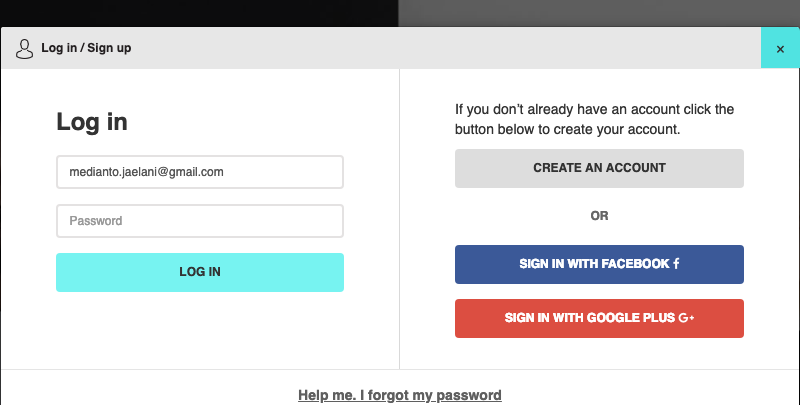 Log in / Sign up
×
Log in
medianto.jaelani@gmail.com
Password
LOG IN
If you don't already have an account click the
button below to create your account.
CREATE AN ACCOUNT
OR
SIGN IN WITH FACEBOOK f
SIGN IN WITH GOOGLE PLUS G+
Help me. I forgot my password